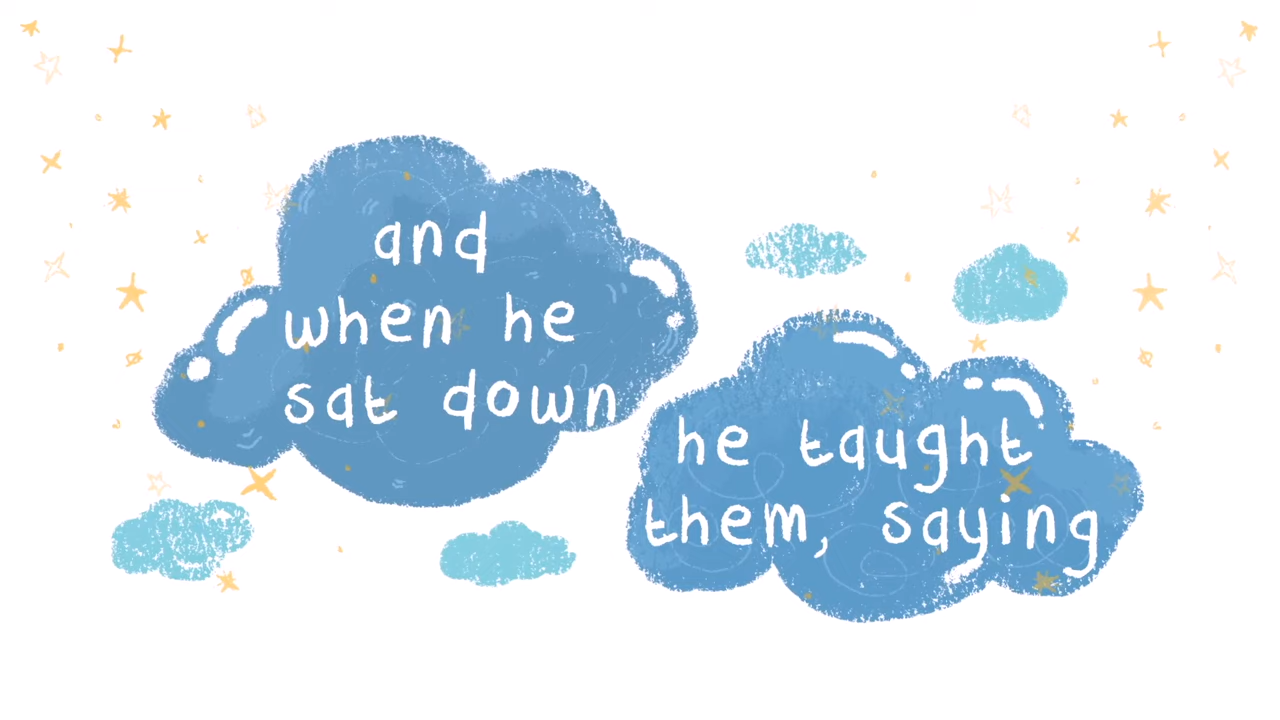 and
when he
sat down
he taught
them, saying